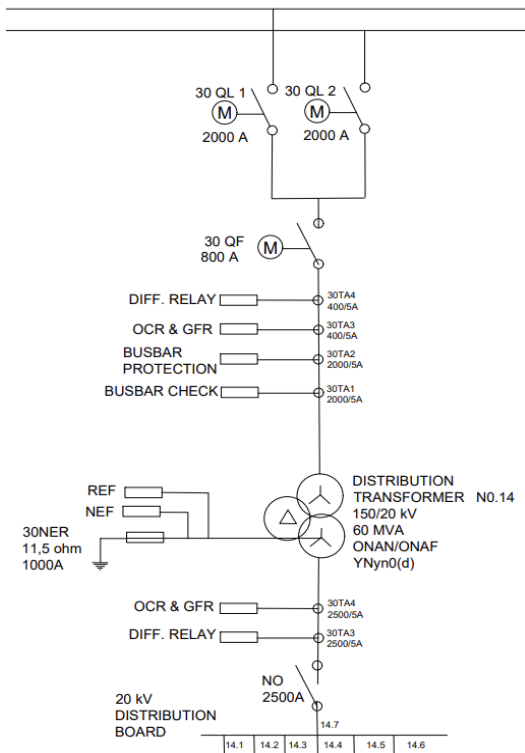 30 QL 1
M
2000 A
30 QL 2
M
2000 A
30 QF
800 A
M
DIFF. RELAY
30TA4
400/5A
OCR & GFR
30TA3
400/5A
BUSBAR
PROTECTION
30TA2
2000/5A
BUSBAR CHECK
30TA1
2000/5A
REF
NEF
30NER
11,5 ohm
1000A
DISTRIBUTION
TRANSFORMER N0.14
150/20 kV
60 MVA
ONAN/ONAF
YNyn0(d)
OCR & GFR
30TA4
2500/5A
DIFF. RELAY
30TA3
2500/5A
NO
2500A
20 kV
DISTRIBUTION
BOARD
14.7
14.1 14.2 14.3 14.4 14.5 14.6